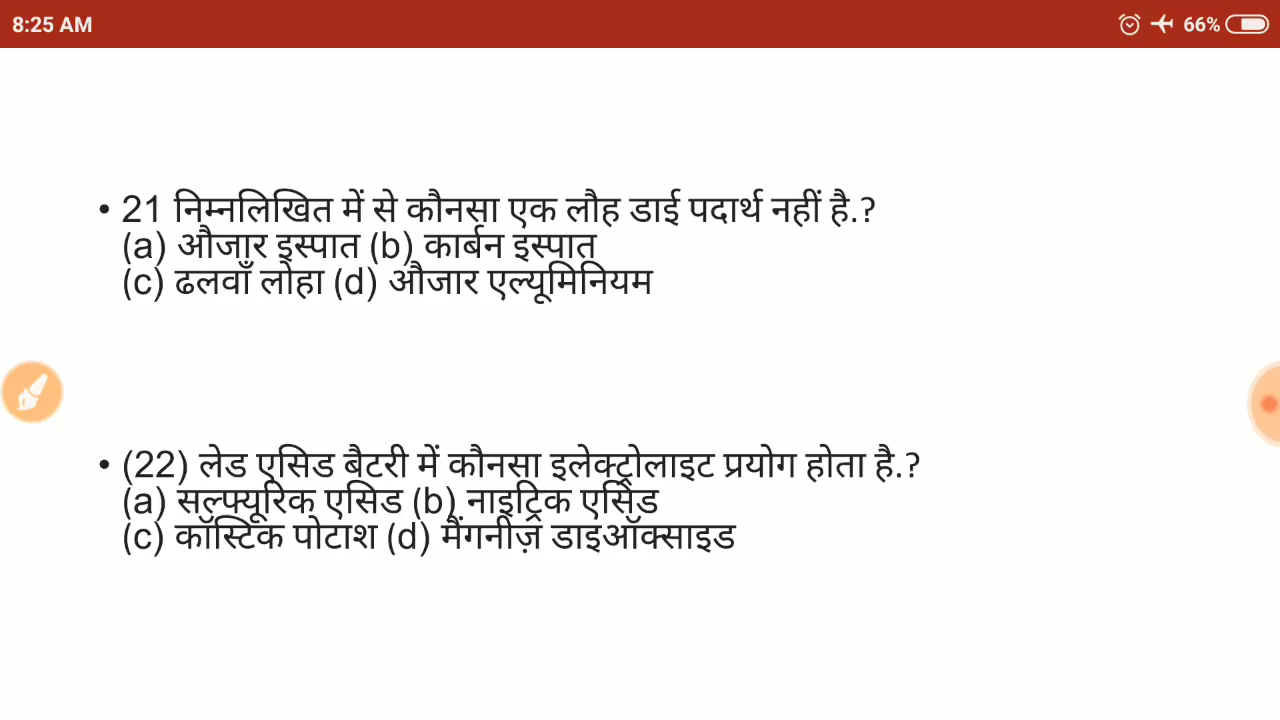 8:25 AM 66%
• 21 निम्नलिखित में से कौनसा एक लौह डाई पदार्थ नहीं है.?
(a) औजार इस्पात (b) कार्बन इस्पात
(c) ढलवाँ लोहा (d) औजार एल्यूमिनियम
• (22) लेड एसिड बैटरी में कौनसा इलेक्ट्रोलाइट प्रयोग होता है.?
(a) सल्फ्यूरिक एसिड (b) नाइट्रिक एसिड
(c) कॉस्टिक पोटाश (d) मैंगनीज़ डाइऑक्साइड